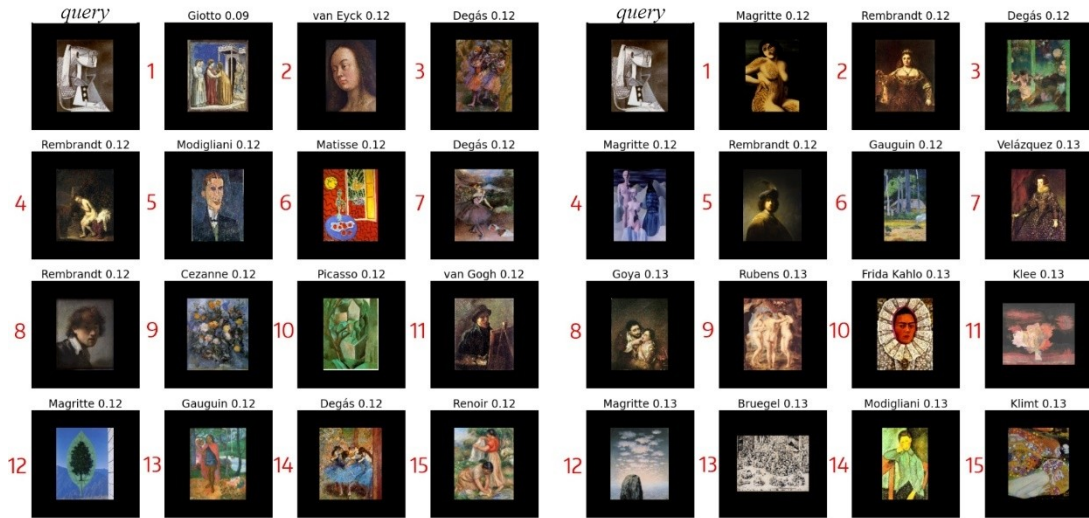 query Giotto 0.09 van Eyck 0.12 Degás 0.12 query Magritte 0.12 Rembrandt 0.12 Degás 0.12
1 2 3 1 2 3
Rembrandt 0.12 Modigliani 0.12 Matisse 0.12 Degás 0.12 Magritte 0.12 Rembrandt 0.12 Gauguin 0.12 Velázquez 0.13
4 5 6 7 4 5 6 7
Rembrandt 0.12 Cezanne 0.12 Picasso 0.12 van Gogh 0.12 Goya 0.13 Rubens 0.13 Frida Kahlo 0.13 Klee 0.13
8 9 10 11 8 9 10 11
Magritte 0.12 Gauguin 0.12 Degás 0.12 Renoir 0.12 Magritte 0.13 Bruegel 0.13 Modigliani 0.13 Klimt 0.13
12 13 14 15 12 13 14 15